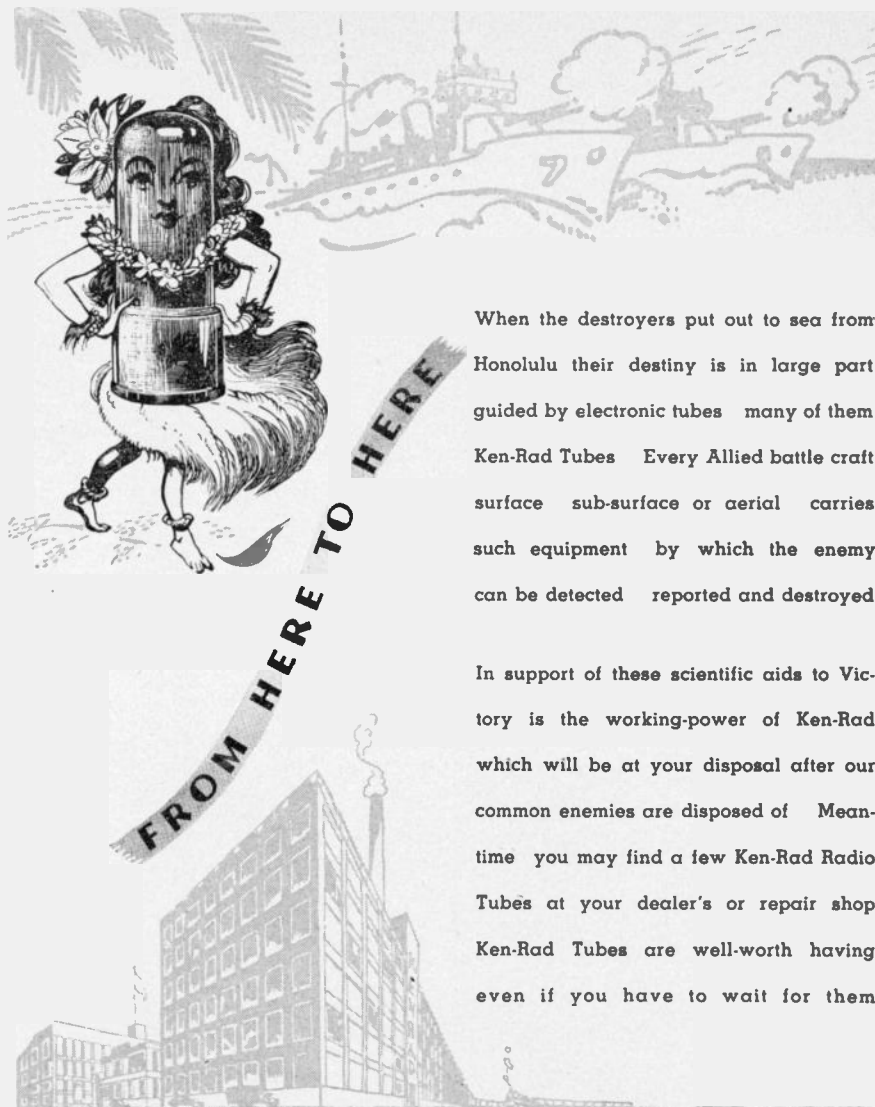 When the destroyers put out to sea from
Honolulu their destiny is in large part
guided by electronic tubes many of them
Ken-Rad Tubes Every Allied battle craft
surface sub-surface or aerial carries
such equipment by which the enemy
can be detected reported and destroyed
FROM HERE TO HERE
In support of these scientific aids to Vic-
tory is the working-power of Ken-Rad
which will be at your disposal after our
common enemies are disposed of Mean-
time you may find a few Ken-Rad Radio
Tubes at your dealer's or repair shop
Ken-Rad Tubes are well-worth having
even if you have to wait for them